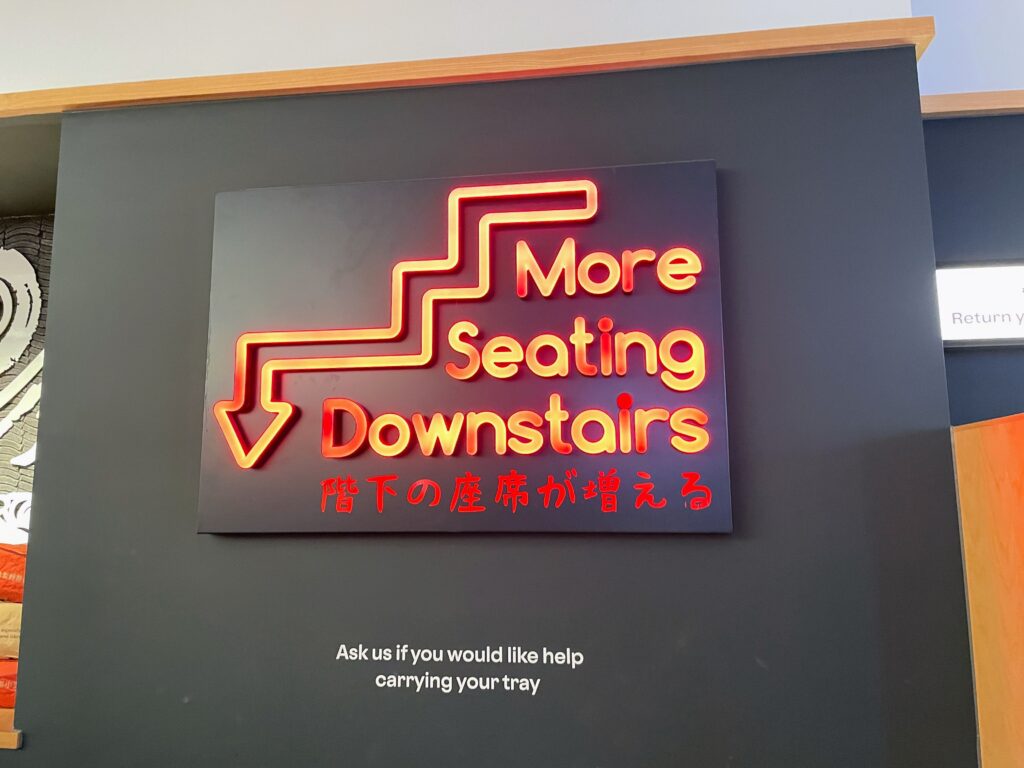 More
Seating
Downstairs
階下の座席が増える
Ask us if you would like help
carrying your tray
Return